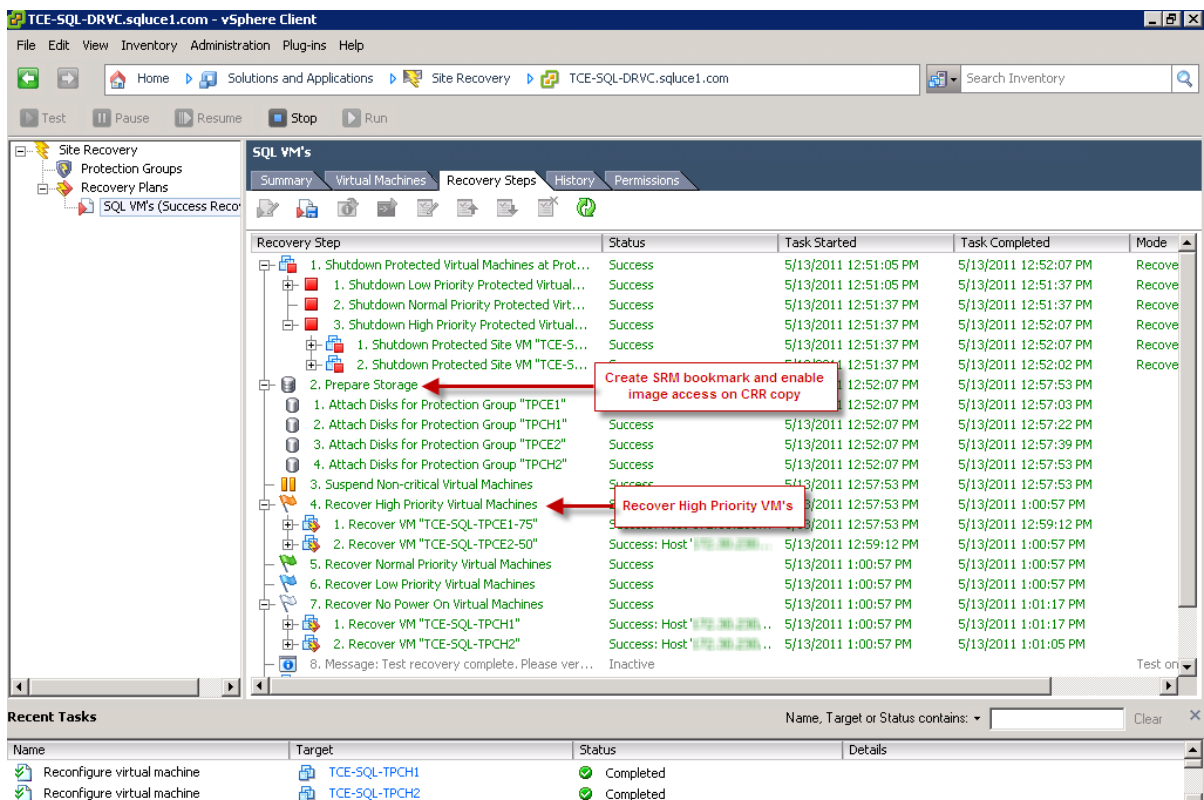 TCE-SQL-DRVC.sqluce1.com - vSphere Client
File Edit View Inventory Administration Plug-ins Help
Home Solutions and Applications Site Recovery TCE-SQL-DRVC.sqluce1.com Search Inventory
Test Pause Resume Stop Run
Site Recovery
Protection Groups
Recovery Plans
SQL VM's (Success Reco
SQL VM's
Summary Virtual Machines Recovery Steps History Permissions
Recovery Step Status Task Started Task Completed Mode
1. Shutdown Protected Virtual Machines at Prot... Success 5/13/2011 12:51:05 PM 5/13/2011 12:52:07 PM Recove
1. Shutdown Low Priority Protected Virtual... Success 5/13/2011 12:51:05 PM 5/13/2011 12:51:37 PM Recove
2. Shutdown Normal Priority Protected Virt... Success 5/13/2011 12:51:37 PM 5/13/2011 12:51:37 PM Recove
3. Shutdown High Priority Protected Virtual... Success 5/13/2011 12:51:37 PM 5/13/2011 12:52:07 PM Recove
1. Shutdown Protected Site VM "TCE-S... Success 5/13/2011 12:51:37 PM 5/13/2011 12:52:07 PM Recove
2. Shutdown Protected Site VM "TCE-S... 12:51:37 PM 5/13/2011 12:52:02 PM Recove
2. Prepare Storage 12:52:07 PM 5/13/2011 12:57:53 PM
Create SRM bookmark and enable
image access on CRR copy
1. Attach Disks for Protection Group "TPCE1" 12:52:07 PM 5/13/2011 12:57:03 PM
2. Attach Disks for Protection Group "TPCH1" Success 5/13/2011 12:52:07 PM 5/13/2011 12:57:22 PM
3. Attach Disks for Protection Group "TPCE2" Success 5/13/2011 12:52:07 PM 5/13/2011 12:57:39 PM
4. Attach Disks for Protection Group "TPCH2" Success 5/13/2011 12:52:07 PM 5/13/2011 12:57:53 PM
3. Suspend Non-critical Virtual Machines Success 5/13/2011 12:57:53 PM 5/13/2011 12:57:53 PM
4. Recover High Priority Virtual Machines 3/2011 12:57:53 PM 5/13/2011 1:00:57 PM
Recover High Priority VM's
1. Recover VM "TCE-SQL-TPCE1-75" 5/13/2011 12:57:53 PM 5/13/2011 12:59:12 PM
2. Recover VM "TCE-SQL-TPCE2-50" Success: Host ' 5/13/2011 12:59:12 PM 5/13/2011 1:00:57 PM
5. Recover Normal Priority Virtual Machines Success 5/13/2011 1:00:57 PM 5/13/2011 1:00:57 PM
6. Recover Low Priority Virtual Machines Success 5/13/2011 1:00:57 PM 5/13/2011 1:00:57 PM
7. Recover No Power On Virtual Machines Success 5/13/2011 1:00:57 PM 5/13/2011 1:01:17 PM
1. Recover VM "TCE-SQL-TPCH1" Success: Host ' .. 5/13/2011 1:00:57 PM 5/13/2011 1:01:17 PM
2. Recover VM "TCE-SQL-TPCH2" Success: Host ' .. 5/13/2011 1:00:57 PM 5/13/2011 1:01:05 PM
8. Message: Test recovery complete. Please ver... Inactive Test on
Recent Tasks Name, Target or Status contains: Clear
Name Target Status Details
Reconfigure virtual machine TCE-SQL-TPCH1 Completed
Reconfigure virtual machine TCE-SQL-TPCH2 Completed